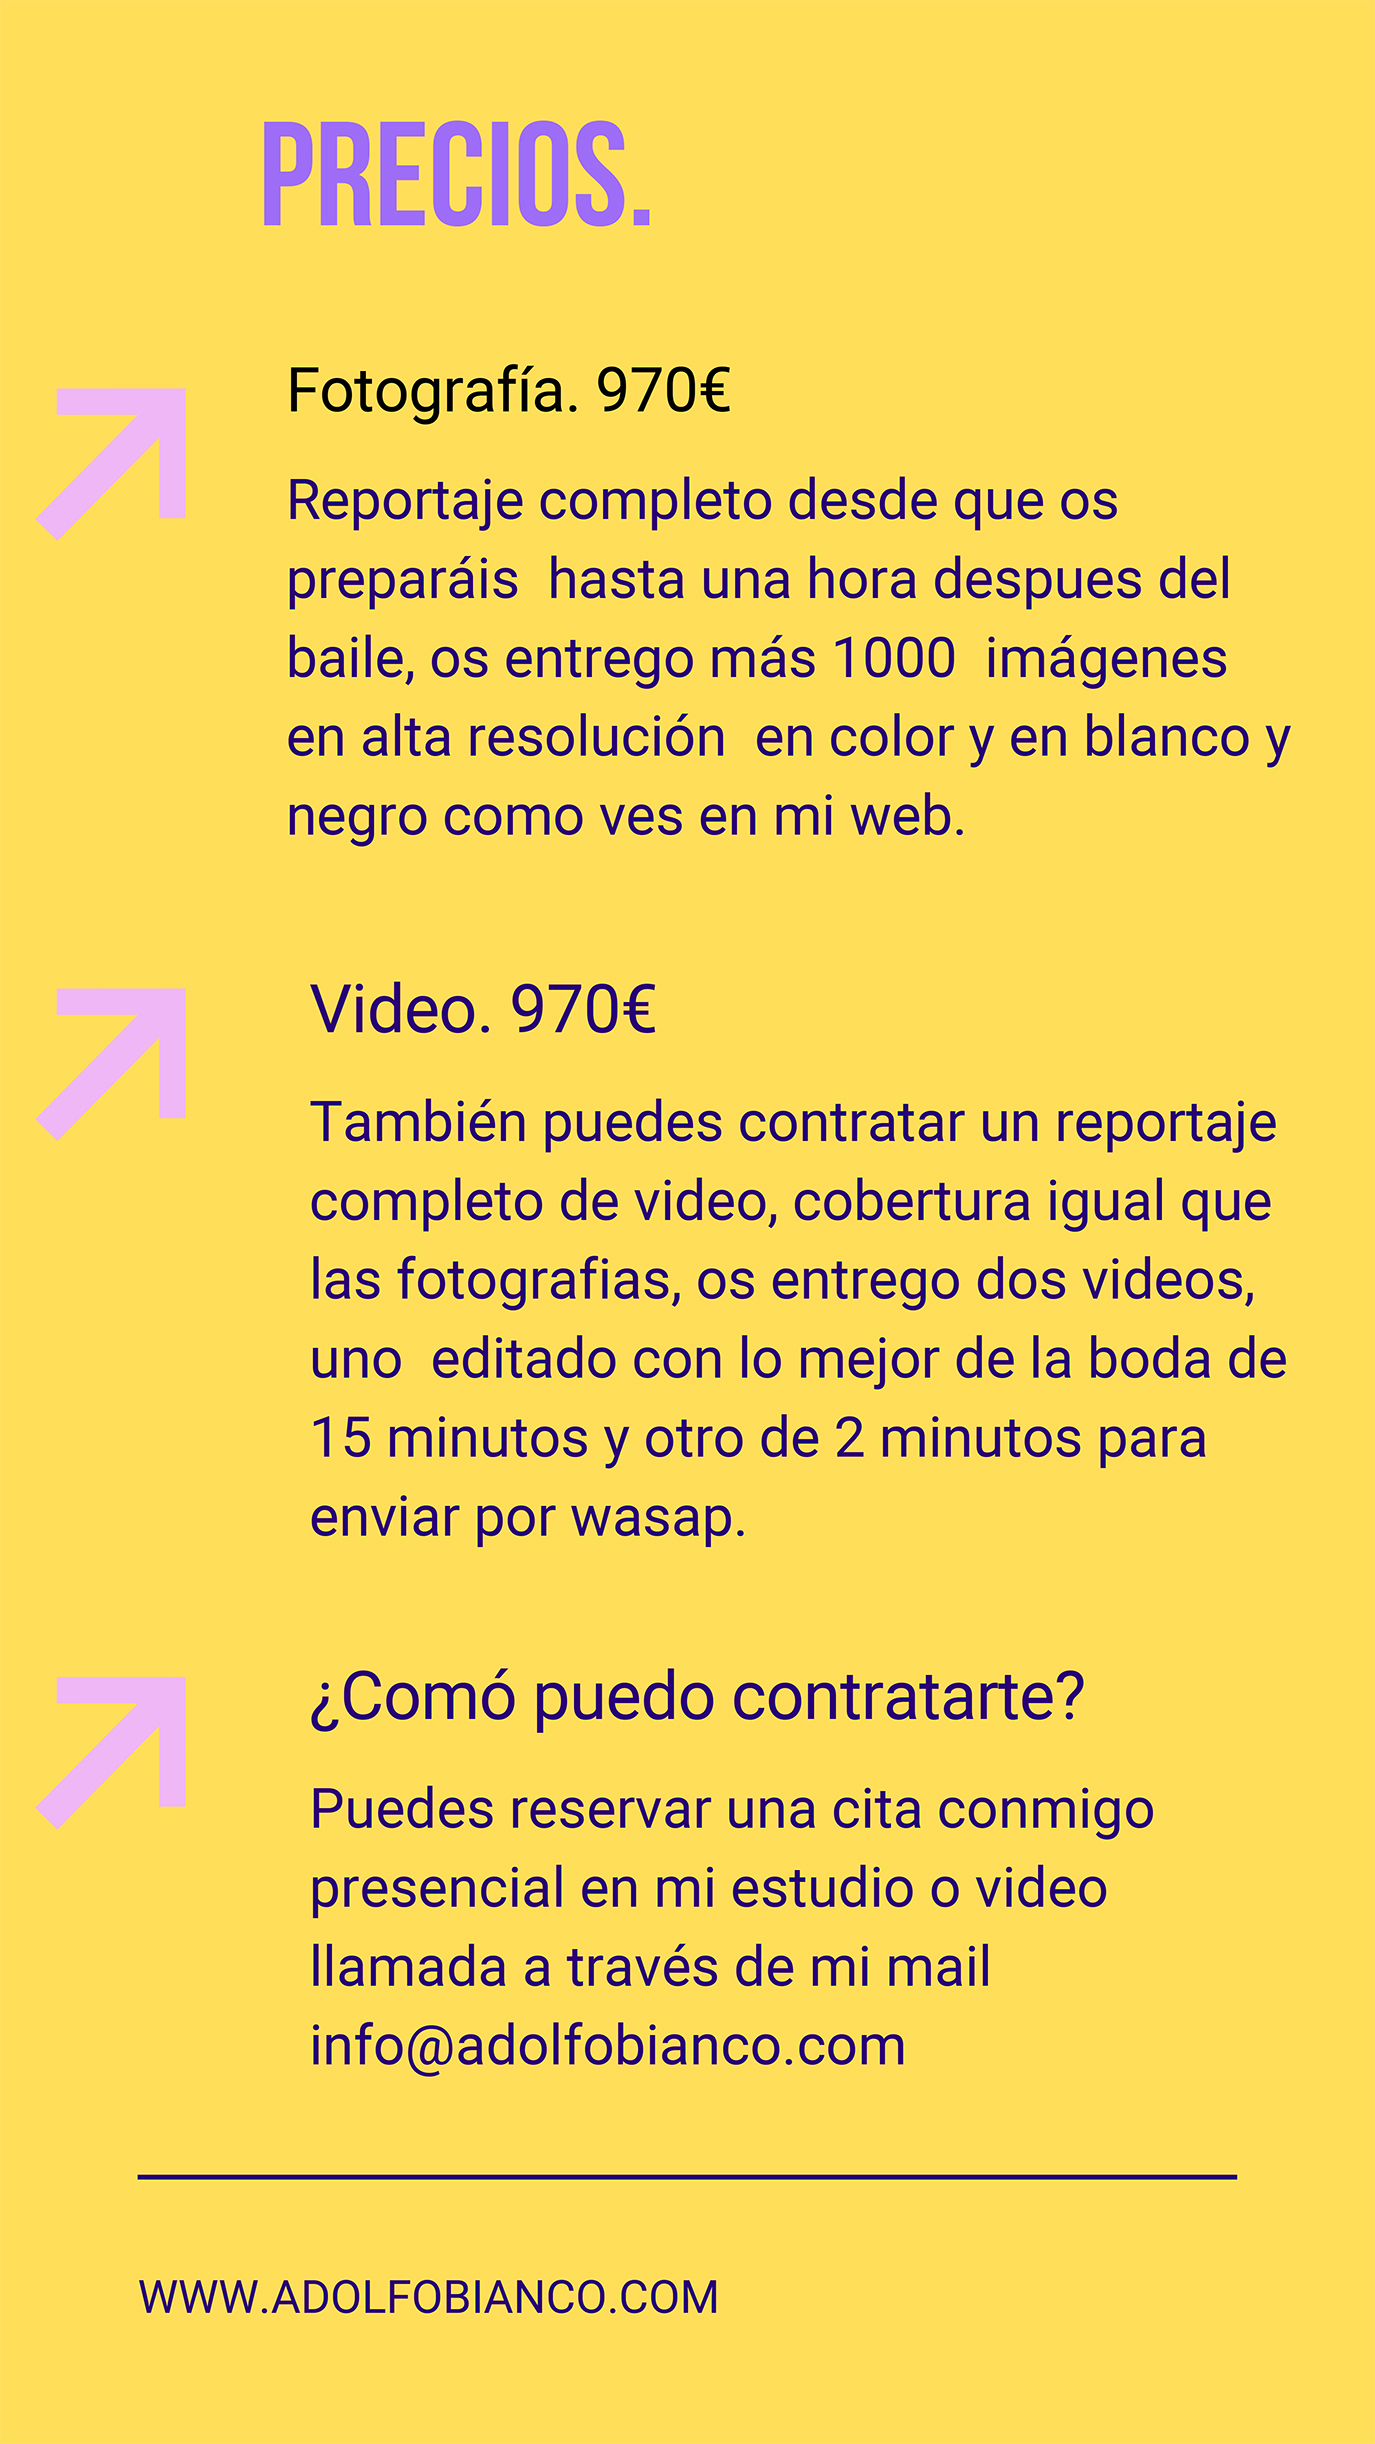 PRECIOS.
Fotografía. 970€
Reportaje completo desde que os
preparáis  hasta una hora despues del
baile, os entrego más 1000  imágenes
en alta resolución  en color y en blanco y
negro como ves en mi web.
Video. 970€
También puedes contratar un reportaje
completo de video, cobertura igual que
las fotografias, os entrego dos videos,
uno  editado con lo mejor de la boda de
15 minutos y otro de 2 minutos para
enviar por wasap.
¿Comó puedo contratarte?
Puedes reservar una cita conmigo
presencial en mi estudio o video
llamada a través de mi mail
info@adolfobianco.com
WWW.ADOLFOBIANCO.COM